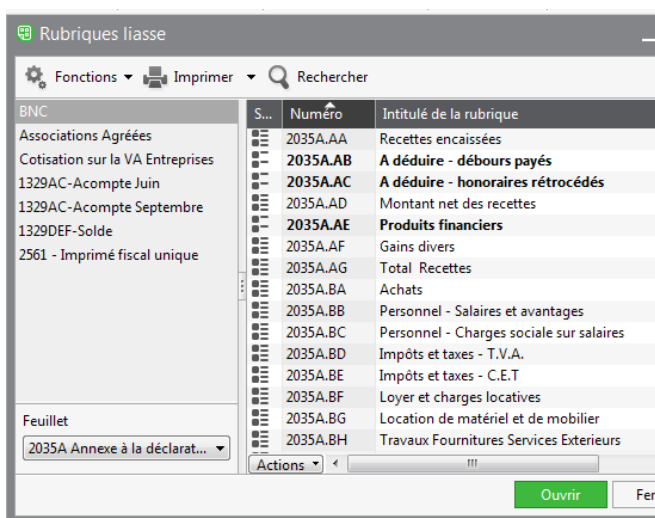 Rubriques liasse
Fonctions Imprimer Rechercher
BNC
Associations Agréées
Cotisation sur la VA Entreprises
1329AC-Acompte Juin
1329AC-Acompte Septembre
1329DEF-Solde
2561 - Imprimé fiscal unique
Feuillet
2035A Annexe à la déclarat...
S... Numéro Intitulé de la rubrique
2035A.AA Recettes encaissées
2035A.AB A déduire - débours payés
2035A.AC A déduire - honoraires rétrocédés
2035A.AD Montant net des recettes
2035A.AE Produits financiers
2035A.AF Gains divers
2035A.AG Total Recettes
2035A.BA Achats
2035A.BB Personnel - Salaires et avantages
2035A.BC Personnel - Charges sociale sur salaires
2035A.BD Impôts et taxes - T.V.A.
2035A.BE Impôts et taxes - C.E.T
2035A.BF Loyer et charges locatives
2035A.BG Location de matériel et de mobilier
2035A.BH Travaux Fournitures Services Exterieurs
Actions
Ouvrir Fer